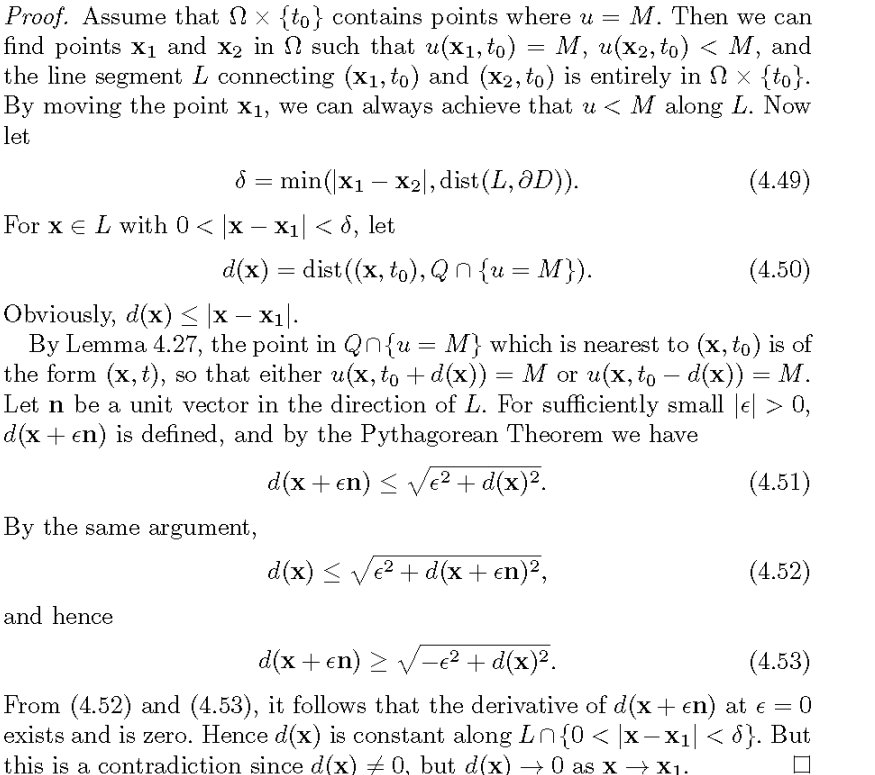 Proof. Assume that Ω × {t₀} contains points where u = M. Then we can
find points x₁ and x₂ in Ω such that u(x₁, t₀) = M, u(x₂, t₀) < M, and
the line segment L connecting (x₁, t₀) and (x₂, t₀) is entirely in Ω × {t₀}.
By moving the point x₁, we can always achieve that u < M along L. Now
let
δ = min(|x₁ − x₂|, dist(L, ∂D)). (4.49)
For x ∈ L with 0 < |x − x₁| < δ, let
d(x) = dist((x, t₀), Q ∩ {u = M}). (4.50)
Obviously, d(x) ≤ |x − x₁|.
By Lemma 4.27, the point in Q ∩ {u = M} which is nearest to (x, t₀) is of
the form (x, t), so that either u(x, t₀ + d(x)) = M or u(x, t₀ − d(x)) = M.
Let n be a unit vector in the direction of L. For sufficiently small |ϵ| > 0,
d(x + ϵn) is defined, and by the Pythagorean Theorem we have
d(x + ϵn) ≤ √(ϵ² + d(x)²). (4.51)
By the same argument,
d(x) ≤ √(ϵ² + d(x + ϵn)²), (4.52)
and hence
d(x + ϵn) ≥ √(−ϵ² + d(x)²). (4.53)
From (4.52) and (4.53), it follows that the derivative of d(x + ϵn) at ϵ = 0
exists and is zero. Hence d(x) is constant along L ∩ {0 < |x − x₁| < δ}. But
this is a contradiction since d(x) ≠ 0, but d(x) → 0 as x → x₁. □